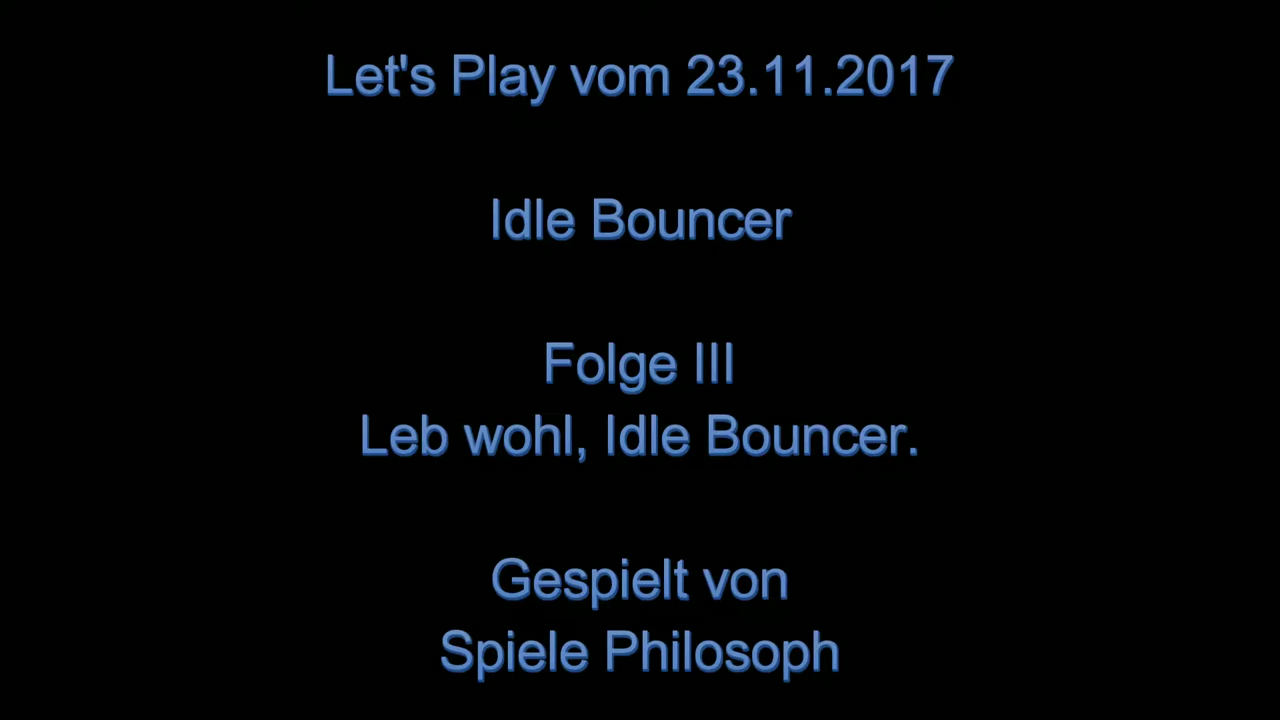 Let's Play vom 23.11.2017
Idle Bouncer
Folge III
Leb wohl, Idle Bouncer.
Gespielt von
Spiele Philosoph